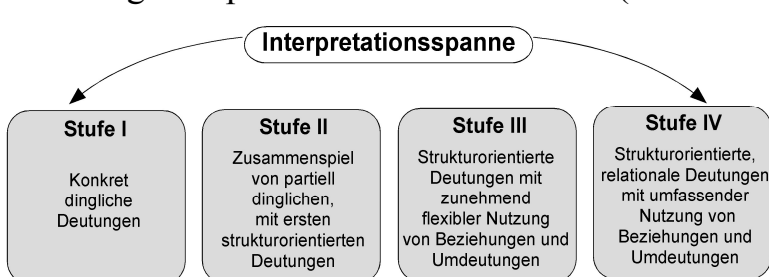 Interpretationsspanne
Stufe I
Konkret
dingliche
Deutungen
Stufe II
Zusammenspiel
von partiell
dinglichen,
mit ersten
strukturorientierten
Deutungen
Stufe III
Strukturorientierte
Deutungen mit
zunehmend
flexibler Nutzung
von Beziehungen und
Umdeutungen
Stufe IV
Strukturorientierte,
relationale Deutungen
mit umfassender
Nutzung von
Beziehungen und
Umdeutungen